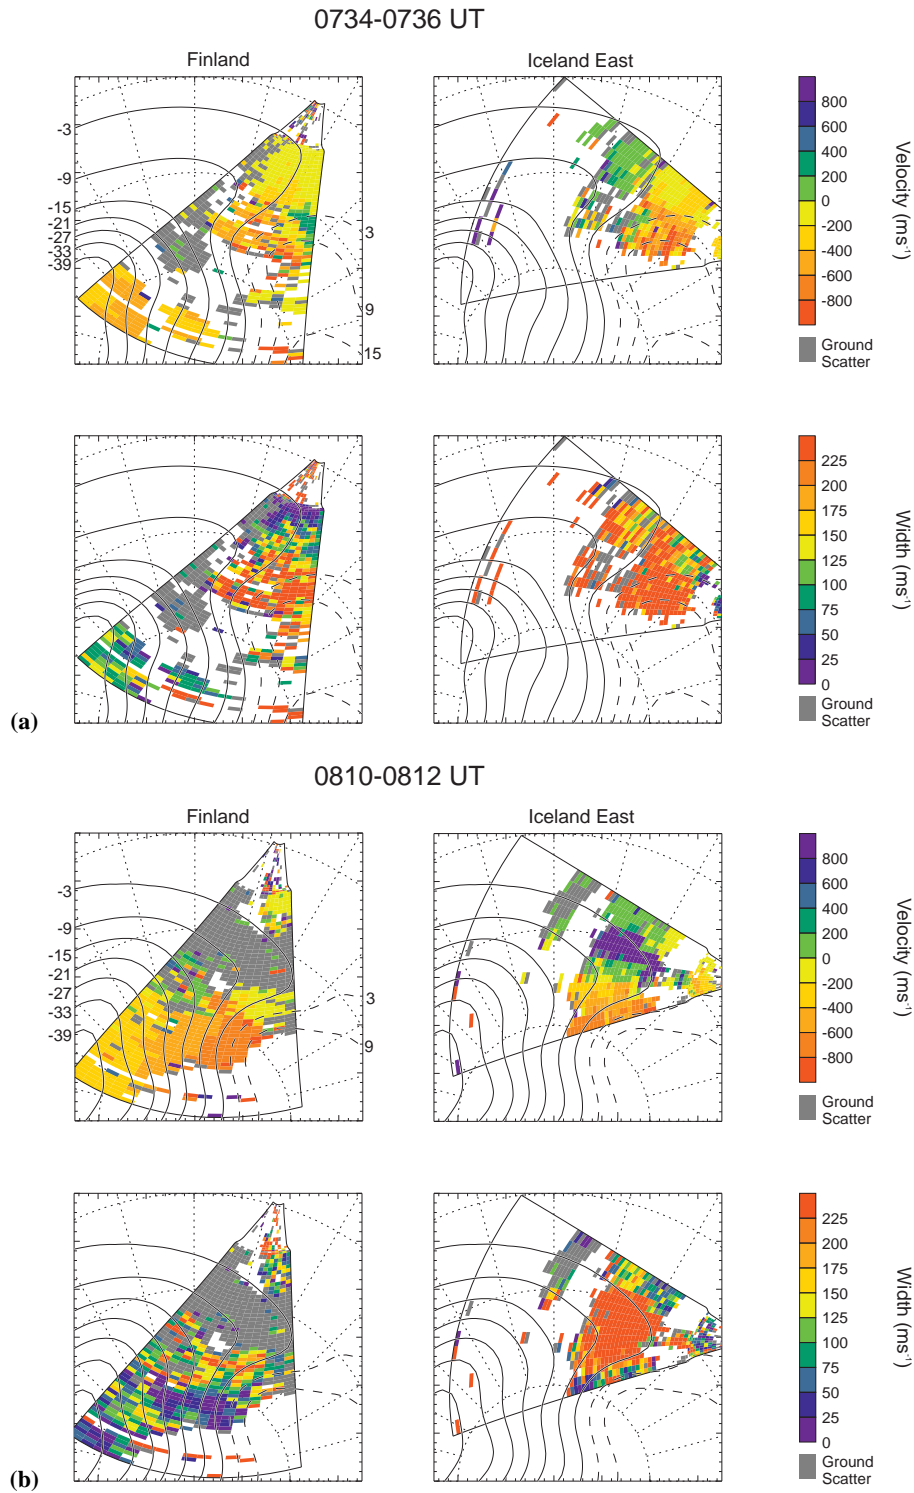 0734-0736 UT
Finland
Iceland East
-3
-9
-15
-21
-27
-33
-39
3
9
15
800
600
400
200
0
-200
-400
-600
-800
Velocity (ms⁻¹)
Ground
Scatter
225
200
175
150
125
100
75
50
25
0
Width (ms⁻¹)
Ground
Scatter
(a)
0810-0812 UT
Finland
Iceland East
-3
-9
-15
-21
-27
-33
-39
3
9
800
600
400
200
0
-200
-400
-600
-800
Velocity (ms⁻¹)
Ground
Scatter
225
200
175
150
125
100
75
50
25
0
Width (ms⁻¹)
Ground
Scatter
(b)